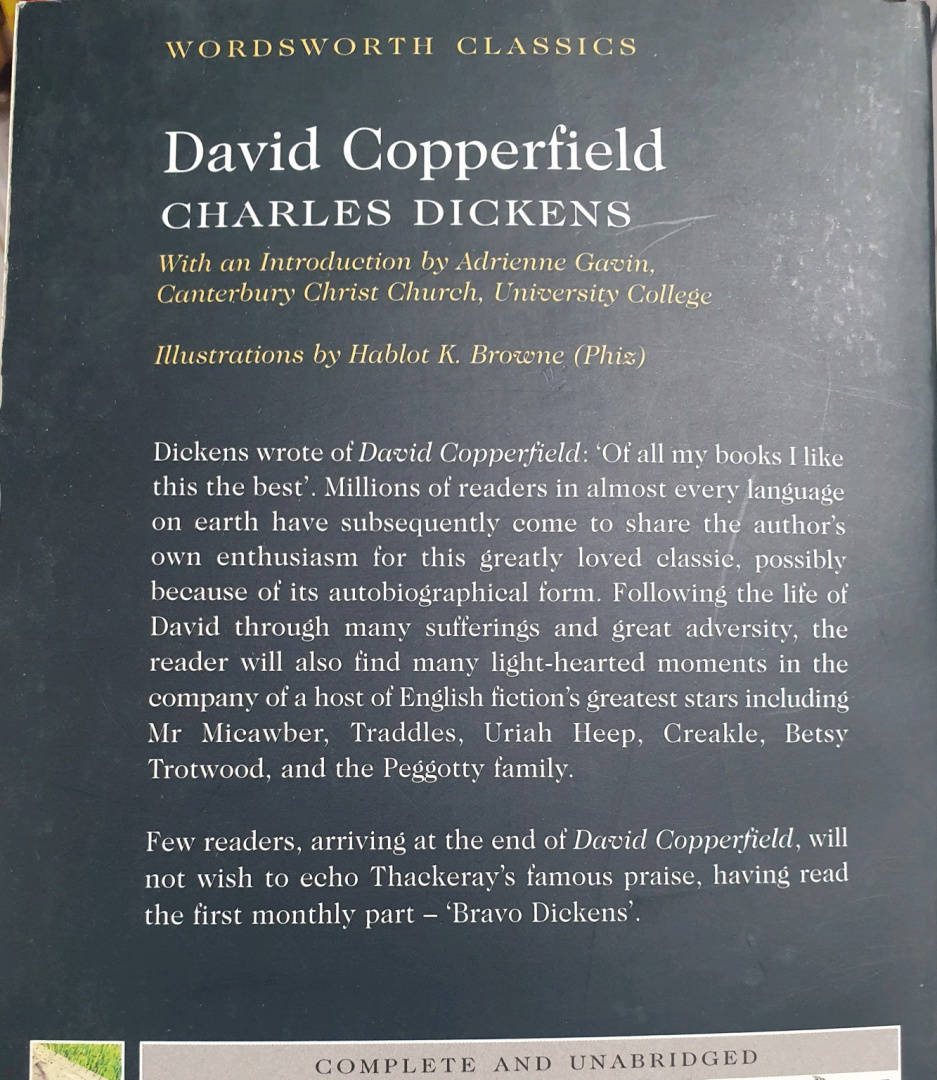 WORDSWORTH CLASSICS
David Copperfield
CHARLES DICKENS
With an Introduction by Adrienne Gavin,
Canterbury Christ Church, University College
Illustrations by Hablot K. Browne (Phiz)
Dickens wrote of David Copperfield: ‘Of all my books I like
this the best’. Millions of readers in almost every language
on earth have subsequently come to share the author’s
own enthusiasm for this greatly loved classic, possibly
because of its autobiographical form. Following the life of
David through many sufferings and great adversity, the
reader will also find many light-hearted moments in the
company of a host of English fiction’s greatest stars including
Mr Micawber, Traddles, Uriah Heep, Creakle, Betsy
Trotwood, and the Peggotty family.
Few readers, arriving at the end of David Copperfield, will
not wish to echo Thackeray’s famous praise, having read
the first monthly part – ‘Bravo Dickens’.
COMPLETE AND UNABRIDGED